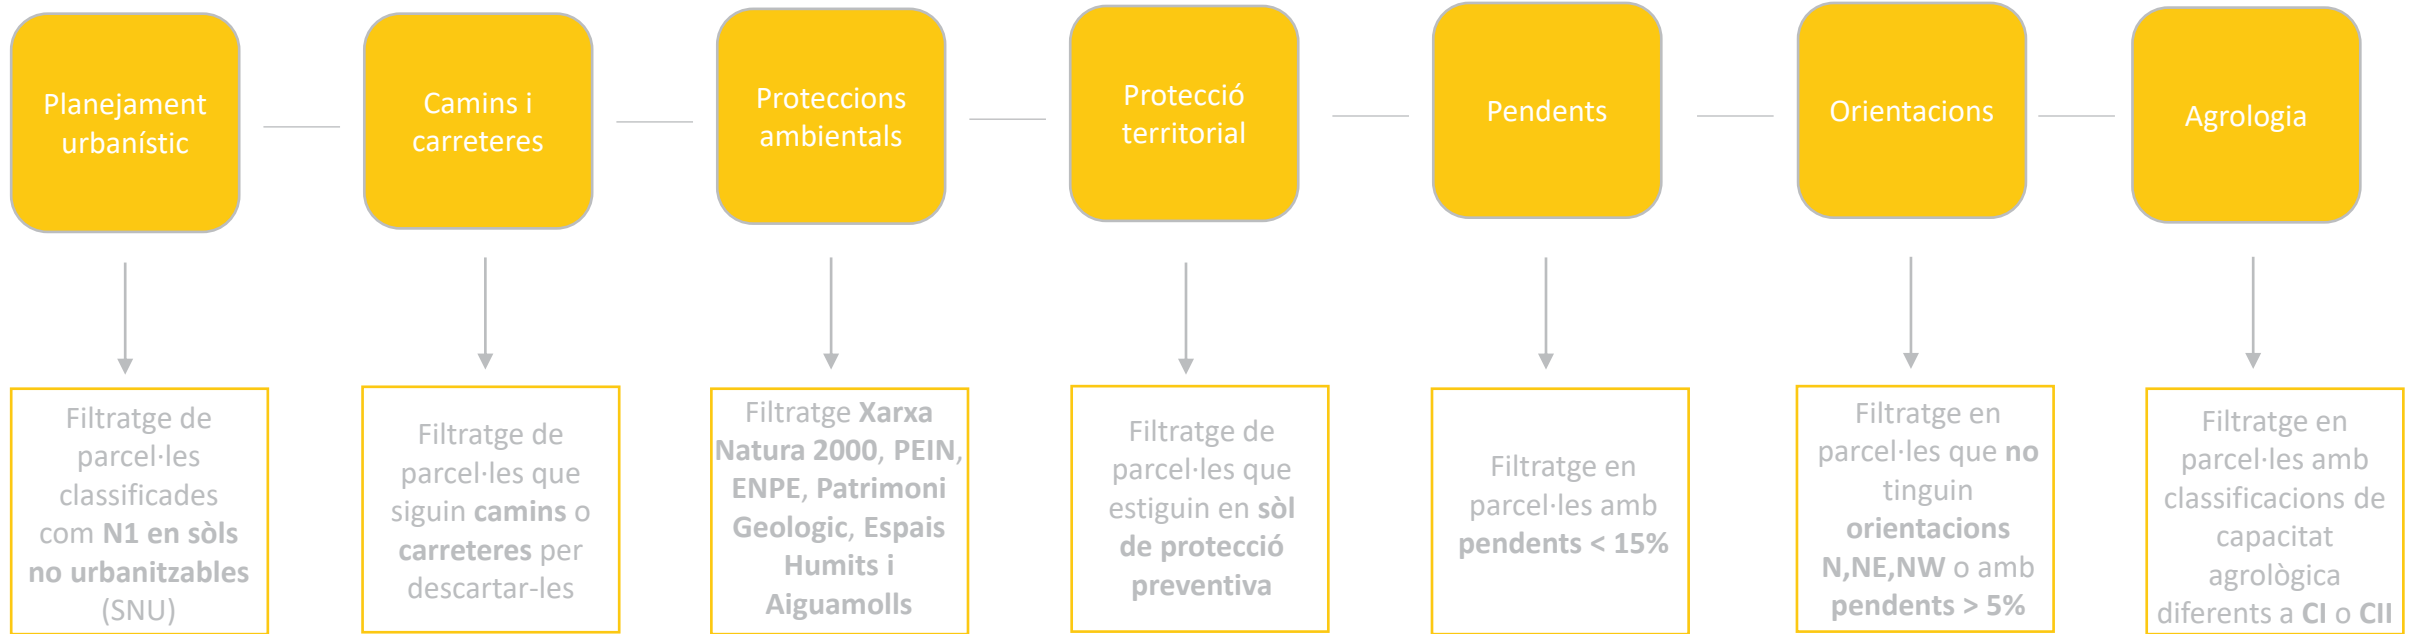 Planejament
urbanístic
Camins i
carreteres
Proteccions
ambientals
Protecció
territorial
Pendents
Orientacions
Agrologia
Filtratge de
parcel·les
classificades
com N1 en sòls
no urbanitzables
(SNU)
Filtratge de
parcel·les que
siguin camins o
carreteres per
descartar-les
Filtratge Xarxa
Natura 2000, PEIN,
ENPE, Patrimoni
Geologic, Espais
Humits i
Aiguamolls
Filtratge de
parcel·les que
estiguin en sòl
de protecció
preventiva
Filtratge en
parcel·les amb
pendents < 15%
Filtratge en
parcel·les que no
tinguin
orientacions
N,NE,NW o amb
pendents > 5%
Filtratge en
parcel·les amb
classificacions de
capacitat
agrològica
diferents a CI o CII